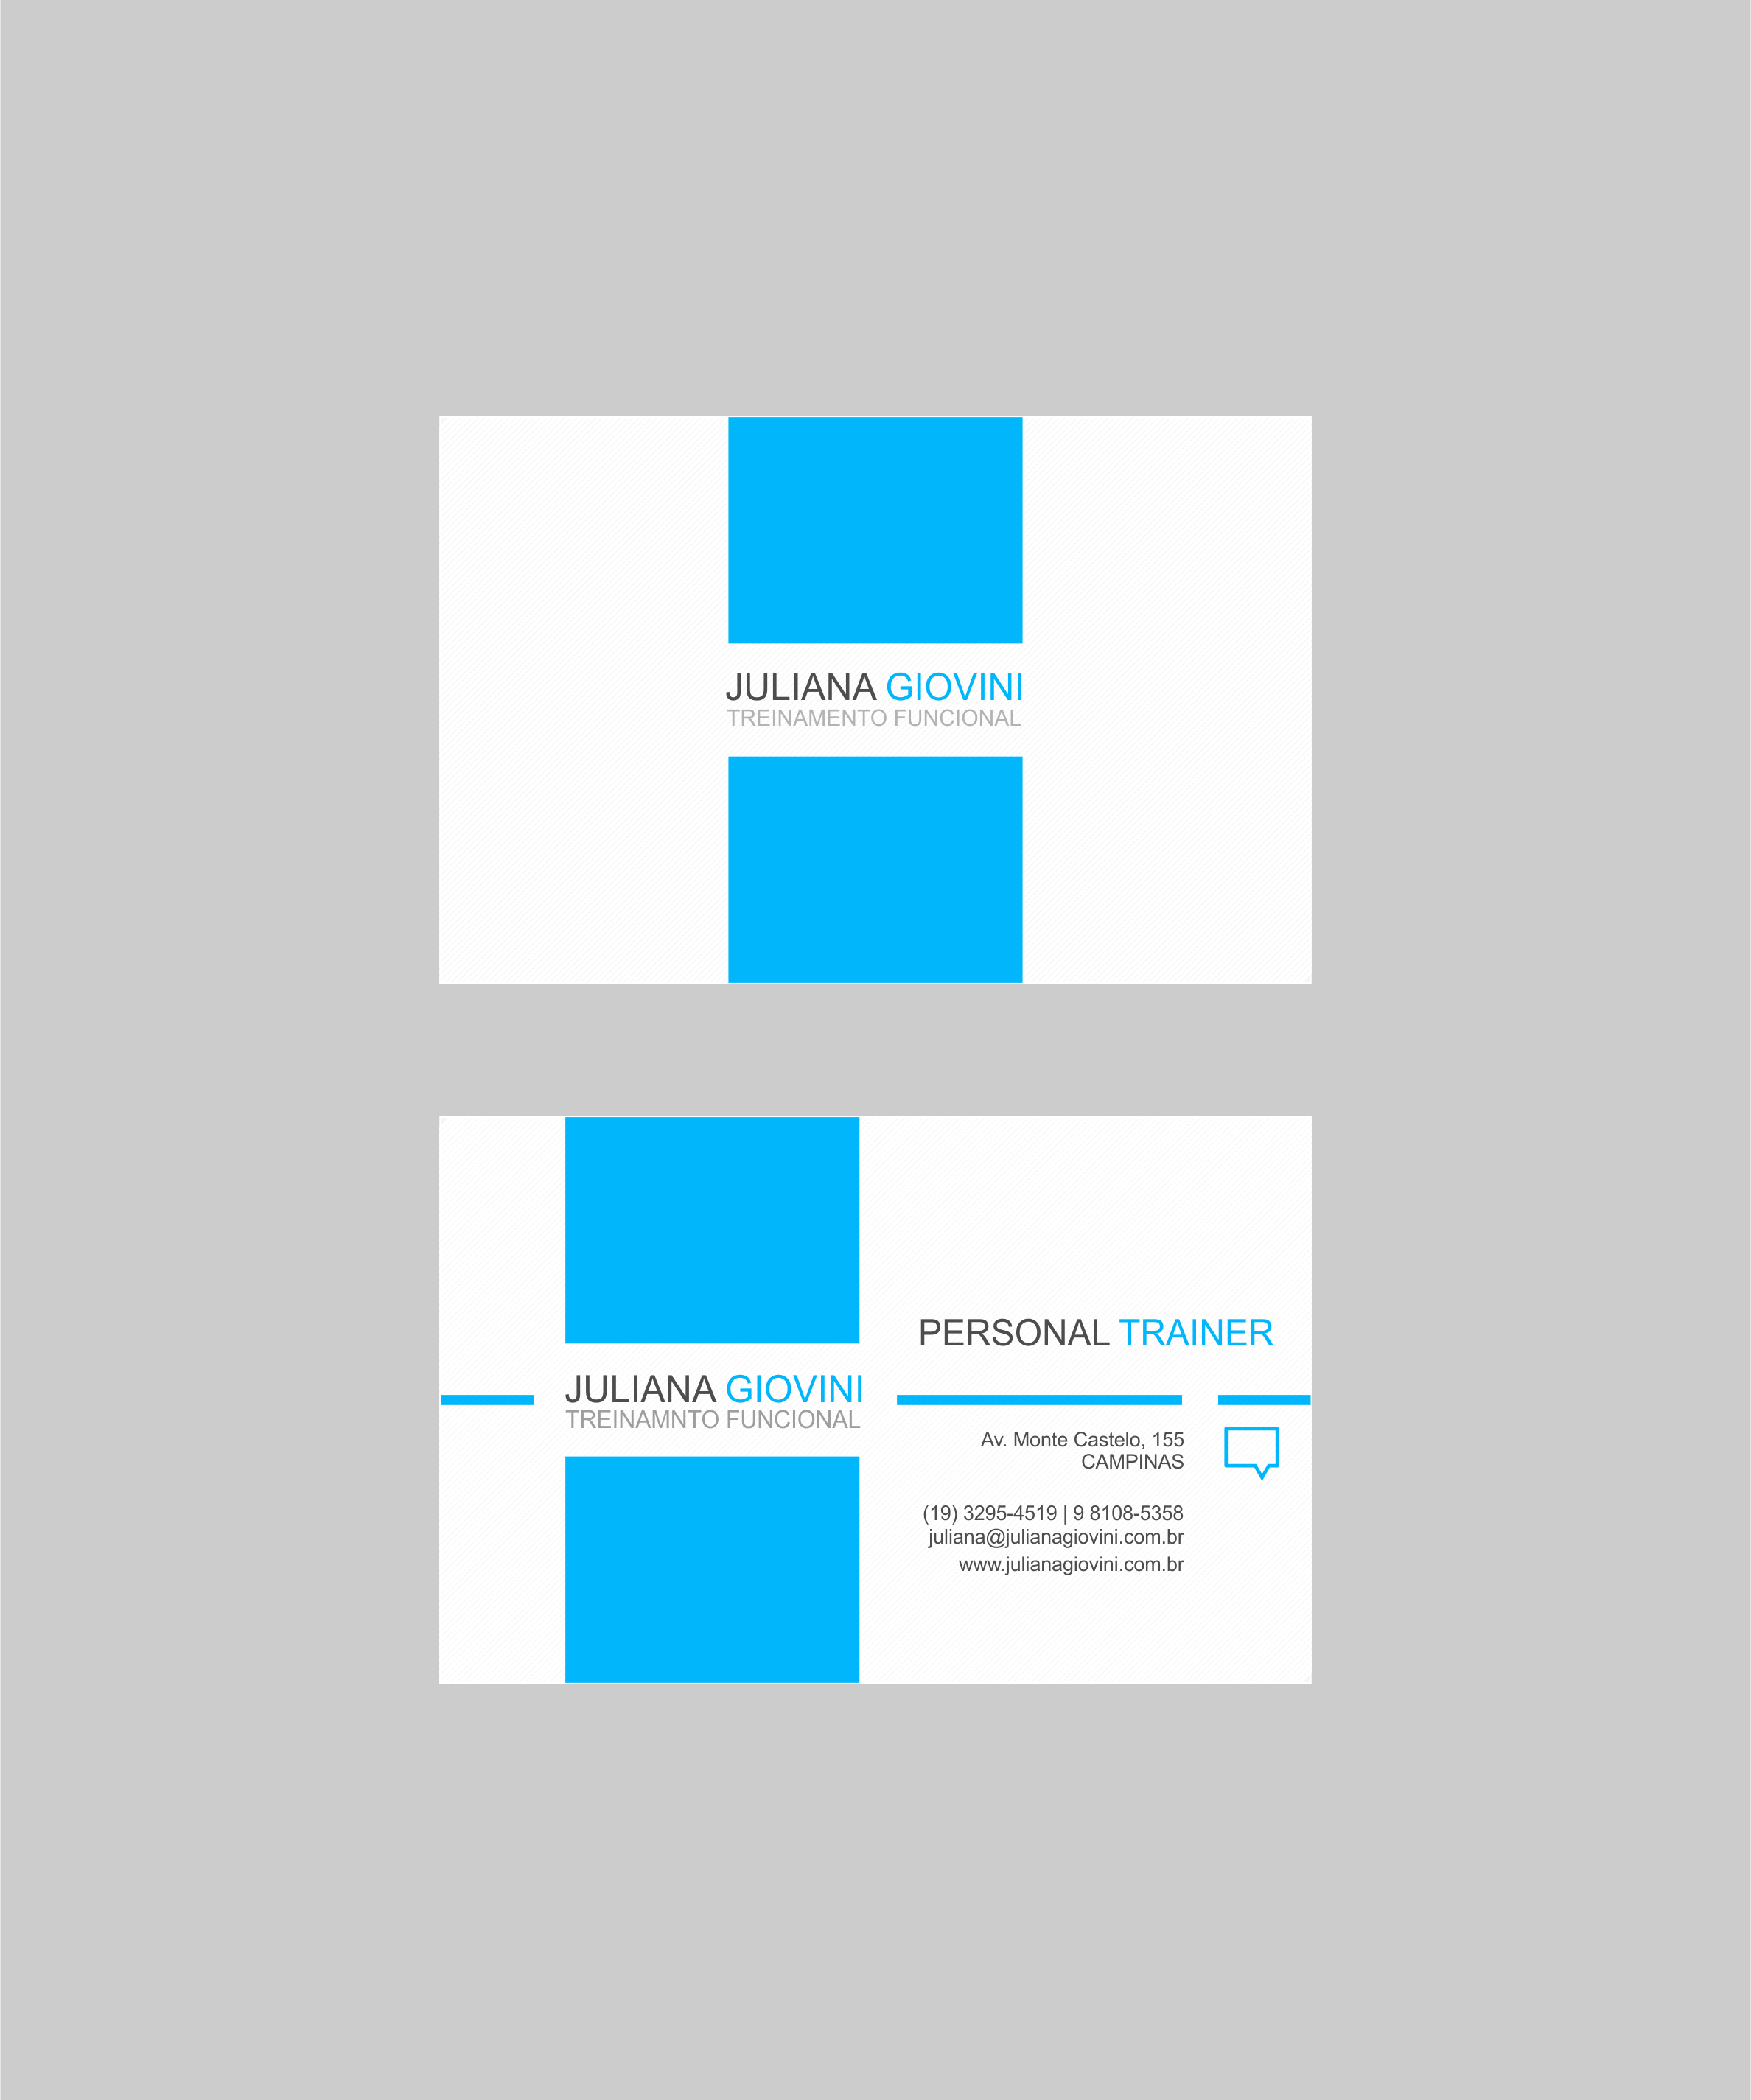 JULIANA GIOVINI
TREINAMENTO FUNCIONAL
PERSONAL TRAINER
JULIANA GIOVINI
TREINAMNTO FUNCIONAL
Av. Monte Castelo, 155
CAMPINAS
(19) 3295-4519 | 9 8108-5358
juliana@julianagiovini.com.br
www.julianagiovini.com.br